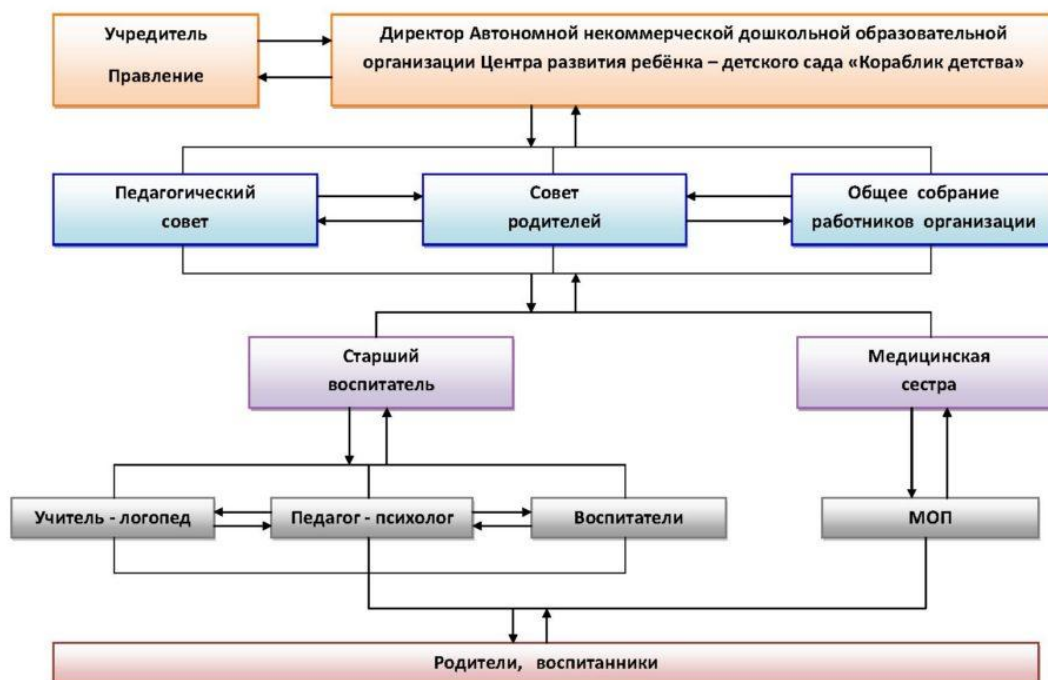 Учредитель
Правление
Директор Автономной некоммерческой дошкольной образовательной
организации Центра развития ребёнка – детского сада «Кораблик детства»
Педагогический
совет
Совет
родителей
Общее собрание
работников организации
Старший
воспитатель
Медицинская
сестра
Учитель - логопед
Педагог - психолог
Воспитатели
МОП
Родители, воспитанники